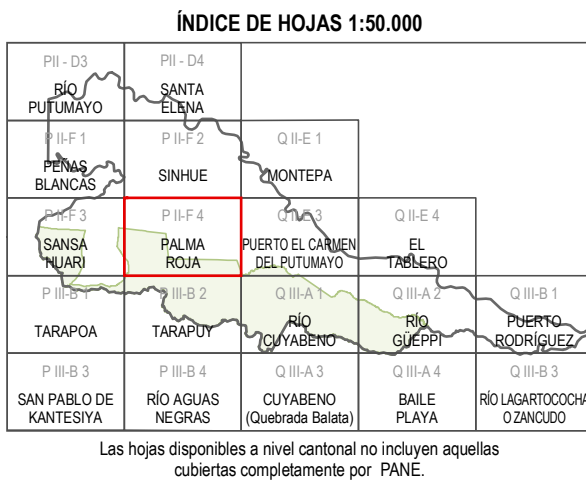 ÍNDICE DE HOJAS 1:50.000
PII - D3
RÍO
PUTUMAYO
PII - D4
SANTA
ELENA
P II-F 1
PEÑAS
BLANCAS
P II-F 2
SINHUE
Q II-E 1
MONTEPA
P II-F 3
SANSA
HUARI
P II-F 4
PALMA
ROJA
Q II-E 3
PUERTO EL CARMEN
DEL PUTUMAYO
Q II-E 4
EL
TABLERO
P III-B 1
TARAPOA
P III-B 2
TARAPUY
Q III-A 1
RÍO
CUYABENO
Q III-A 2
RÍO
GÜEPPI
Q III-B 1
PUERTO
RODRÍGUEZ
P III-B 3
SAN PABLO DE
KANTESIYA
P III-B 4
RÍO AGUAS
NEGRAS
Q III-A 3
CUYABENO
(Quebrada Balata)
Q III-A 4
BAILE
PLAYA
Q III-B 3
RÍO LAGARTOCOCHA
O ZANCUDO
Las hojas disponibles a nivel cantonal no incluyen aquellas
cubiertas completamente por PANE.